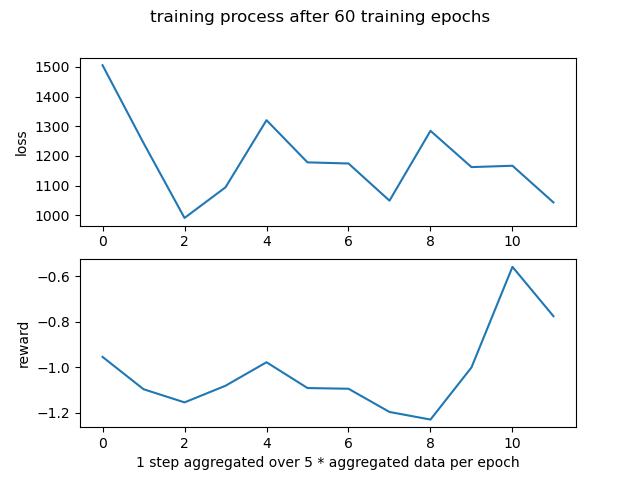 training process after 60 training epochs
1500
1400
1300
1200
1100
1000
loss
0 2 4 6 8 10
−0.6
−0.8
−1.0
−1.2
reward
0 2 4 6 8 10
1 step aggregated over 5 * aggregated data per epoch